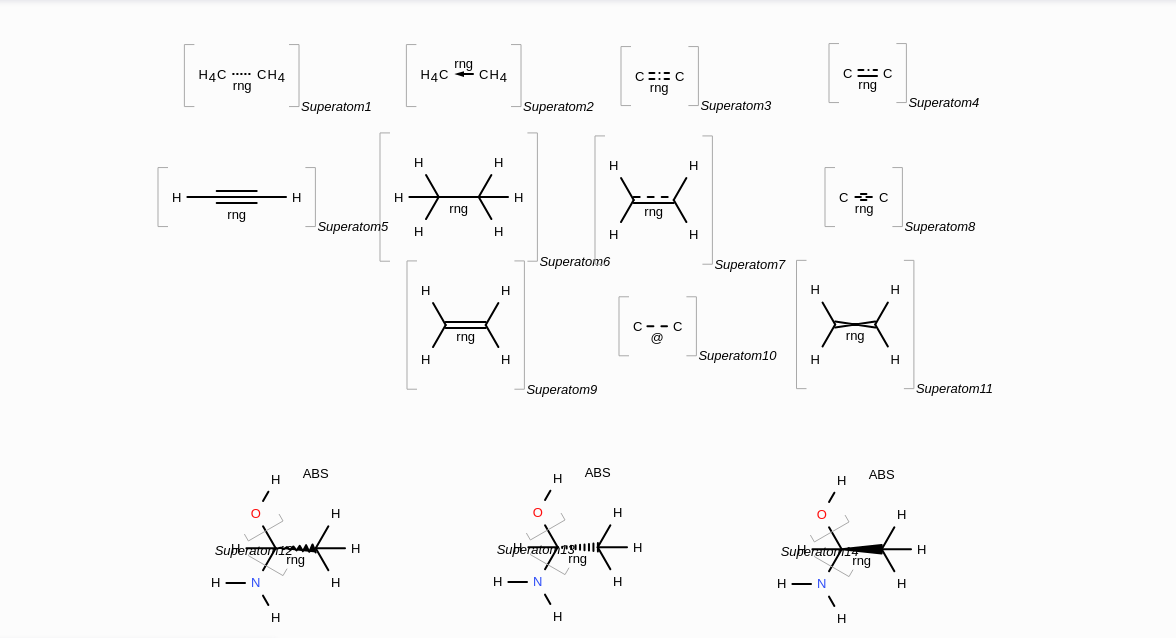 H4C CH4
rng
Superatom1
rng
H4C CH4
Superatom2
C C
rng
Superatom3
C C
rng
Superatom4
H H
rng
Superatom5
H H
H H
rng
H H
Superatom6
H H
rng
H H
Superatom7
C C
rng
Superatom8
H H
rng
H H
Superatom9
C C
@
Superatom10
H H
rng
H H
Superatom11
ABS
H
O H
H H
Superatom12
rng
H N H
H
ABS
H
O H
H H
Superatom13
rng
H N H
H
ABS
H
O H
H H
Superatom14
rng
H N H
H